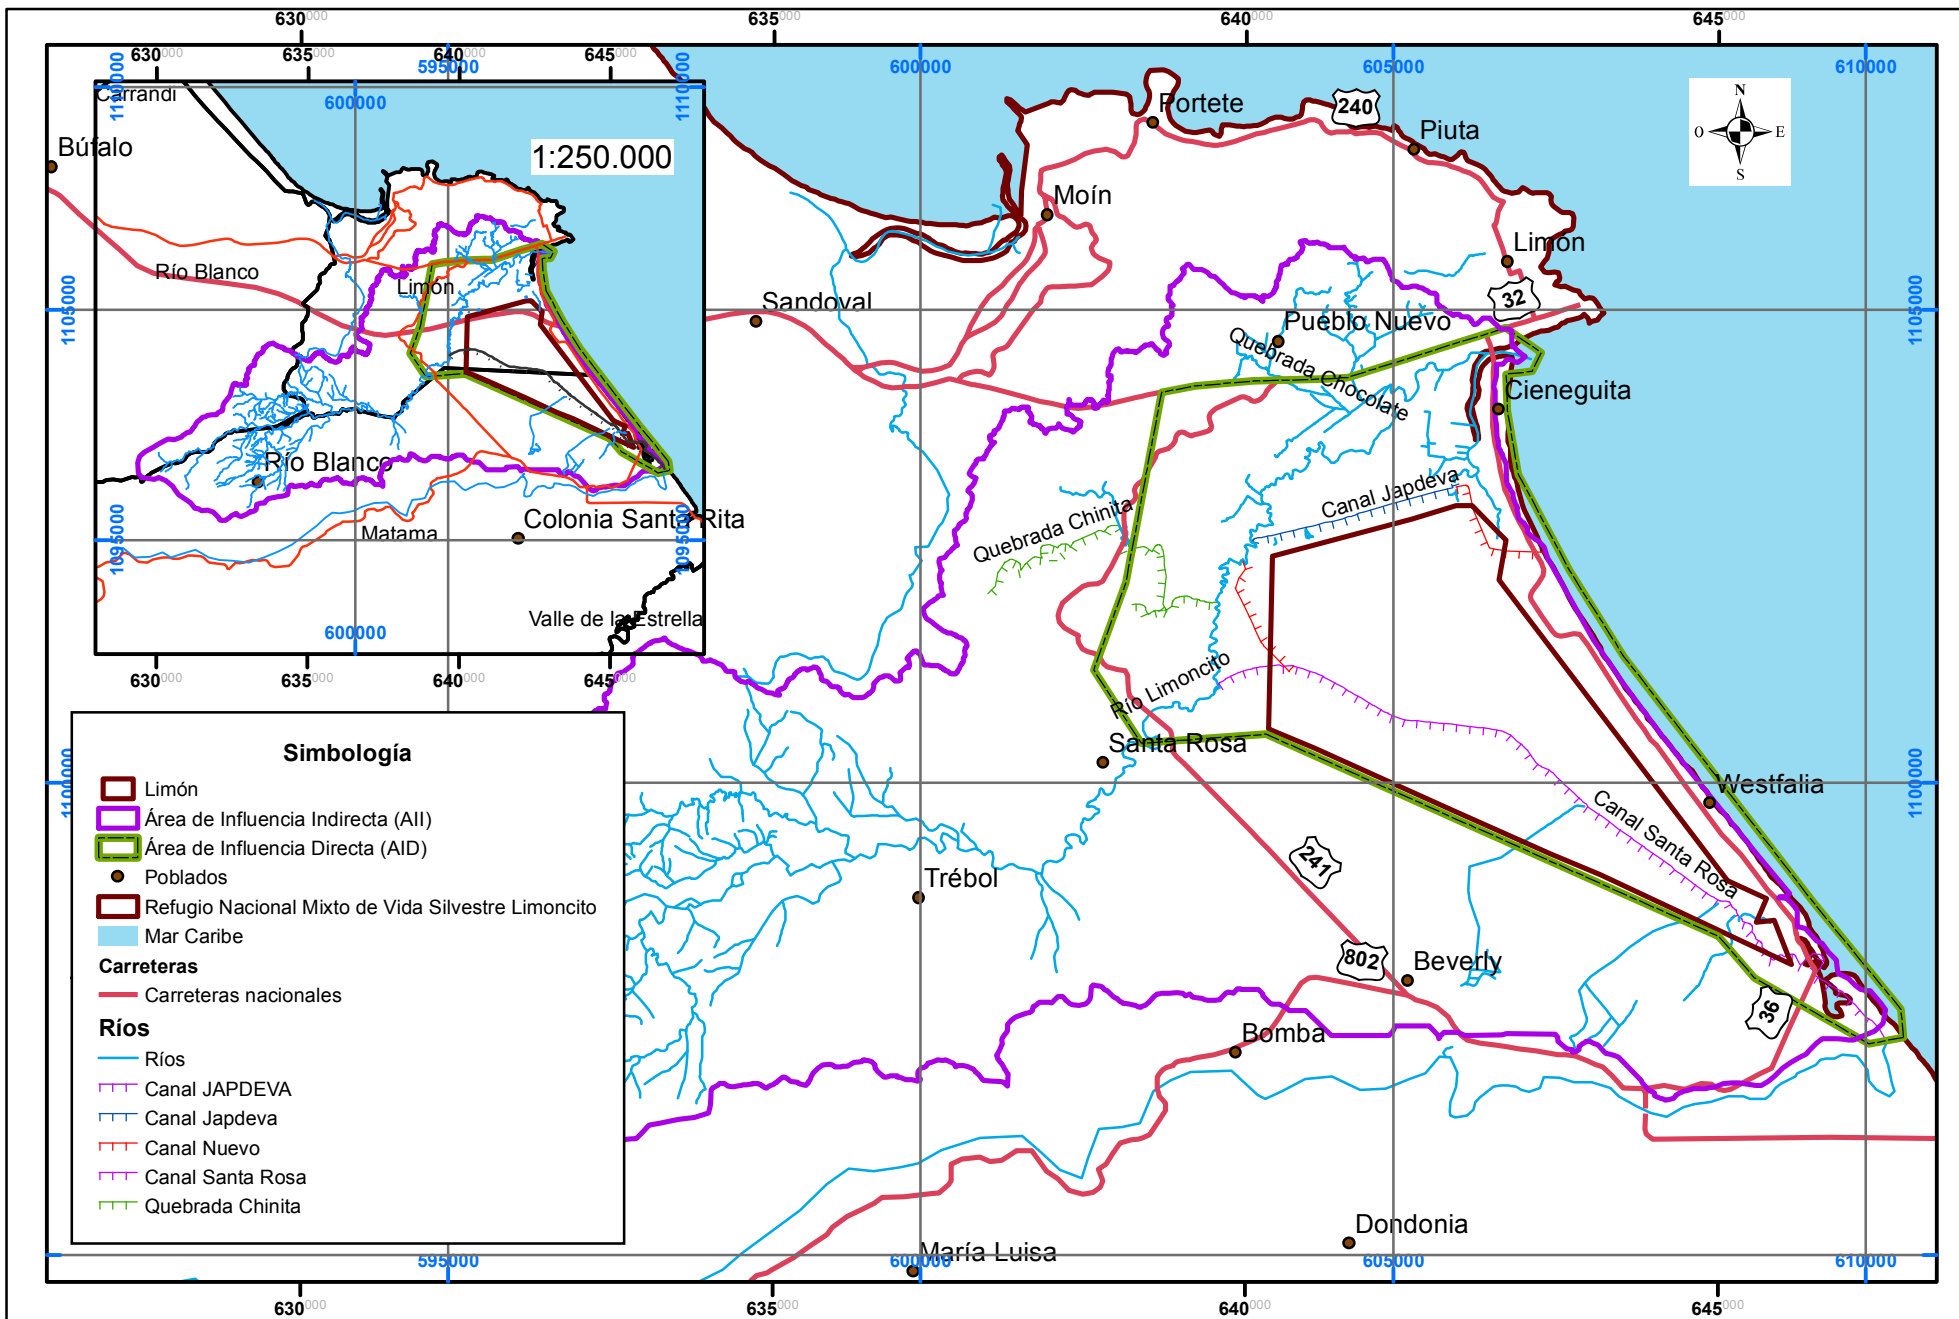 630000
635000
640000
645000
630000
635000
640000
645000
595000
600000
605000
610000
1110000
1110000
600000
Carrandi
1:250.000
Búfalo
Río Blanco
Limón
Río Blanco
Colonia Santa Rita
Matama
1095000
1095000
Valle de la Estrella
600000
630000
635000
640000
645000
Portete
240
Piuta
N
O
E
S
Moín
Limón
32
Sandoval
1105000
1105000
Pueblo Nuevo
Quebrada Chocolate
Cieneguita
Canal Japdeva
Quebrada Chinita
Río Limoncito
Santa Rosa
1100000
1100000
Westfalia
Canal Santa Rosa
241
Trébol
802
Beverly
36
Bomba
Dondonia
María Luisa
Simbología
Limón
Área de Influencia Indirecta (AII)
Área de Influencia Directa (AID)
Poblados
Refugio Nacional Mixto de Vida Silvestre Limoncito
Mar Caribe
Carreteras
Carreteras nacionales
Ríos
Ríos
Canal JAPDEVA
Canal Japdeva
Canal Nuevo
Canal Santa Rosa
Quebrada Chinita
595000
600000
605000
610000
630000
635000
640000
645000